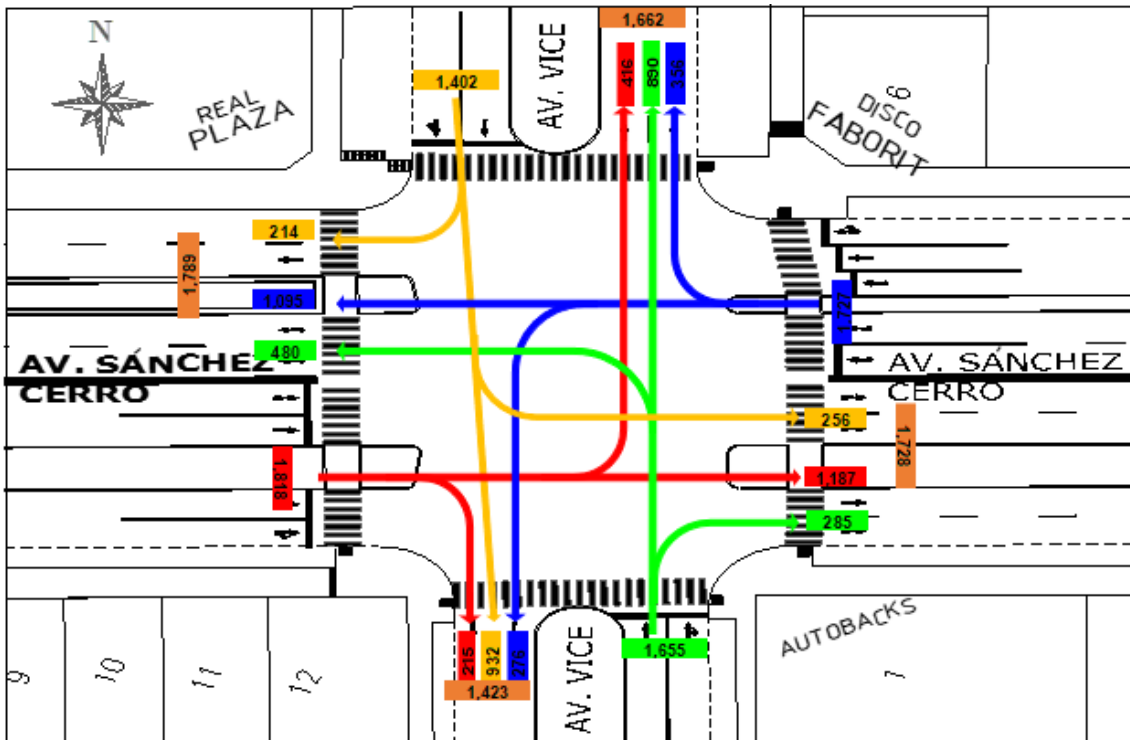 N
REAL
PLAZA
1,402
AV. VICE
1,662
416
890
356
6
DISCO
FABORIT
214
1,789
1,095
1,727
480
AV. SÁNCHEZ
CERRO
AV. SÁNCHEZ
CERRO
256
1,728
1,818
1,187
285
215
932
276
1,655
1,423
AV. VICE
AUTOBACKS
9
10
11
12
1